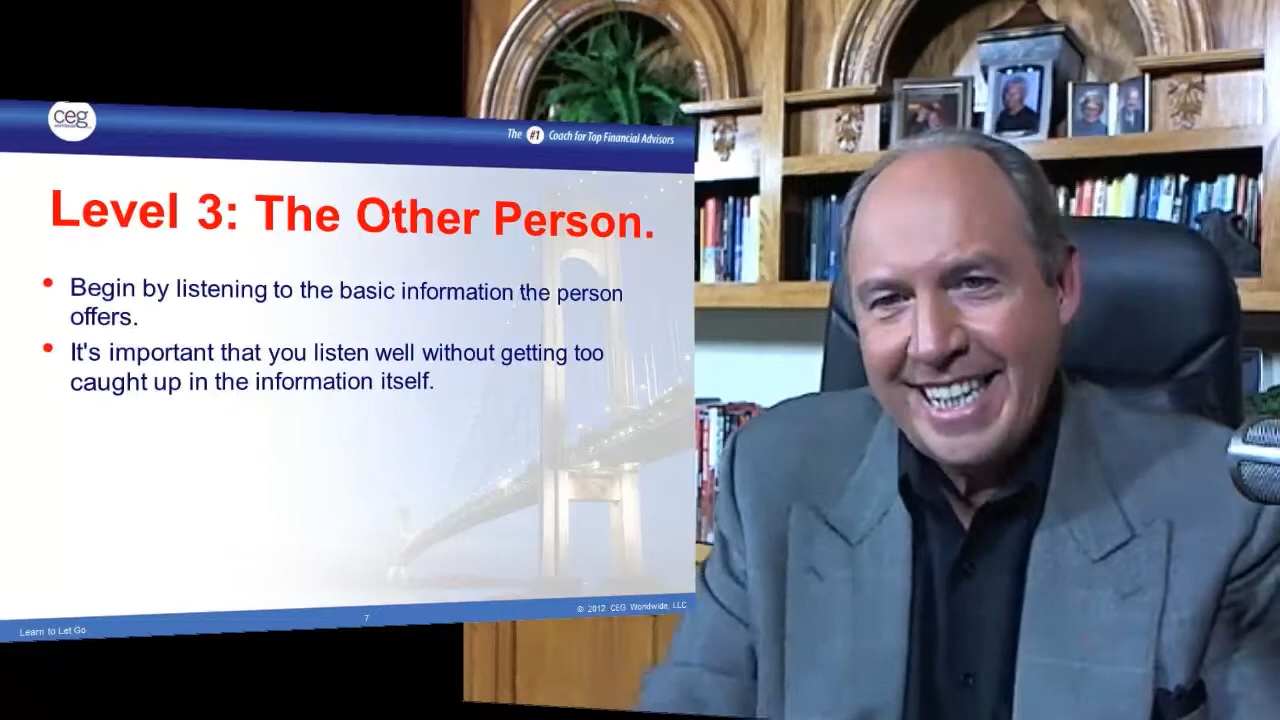 ceg
The #1 Coach for Top Financial Advisors
Level 3: The Other Person.
• Begin by listening to the basic information the person
offers.
• It's important that you listen well without getting too
caught up in the information itself.
Learn to Let Go
7
© 2012 CEG Worldwide, LLC